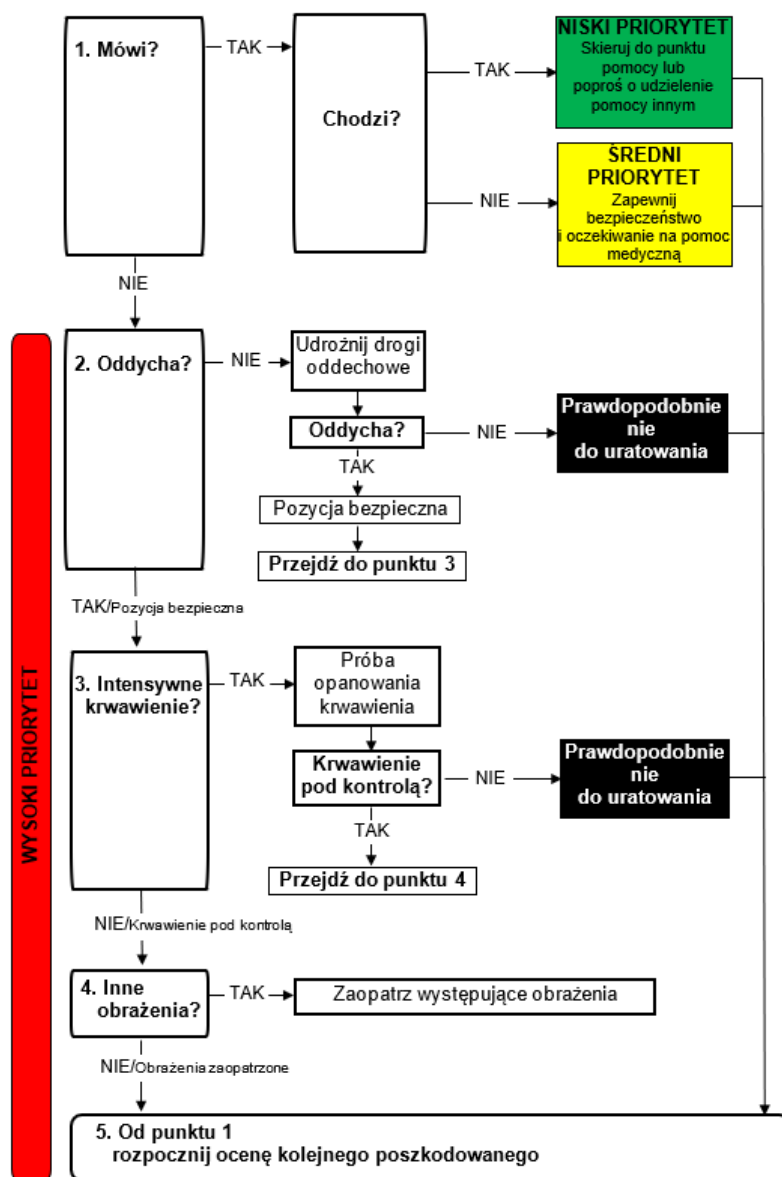 1. Mówi?
TAK
Chodzi?
TAK
NISKI PRIORYTET
Skieruj do punktu
pomocy lub
poproś o udzielenie
pomocy innym
NIE
ŚREDNI
PRIORYTET
Zapewnij
bezpieczeństwo
i oczekiwanie na pomoc
medyczną
NIE
WYSOKI PRIORYTET
2. Oddycha?
NIE
Udrożnij drogi
oddechowe
Oddycha?
NIE
Prawdopodobnie
nie
do uratowania
TAK
Pozycja bezpieczna
Przejdź do punktu 3
TAK/Pozycja bezpieczna
3. Intensywne
krwawienie?
TAK
Próba
opanowania
krwawienia
Krwawienie
pod kontrolą?
NIE
Prawdopodobnie
nie
do uratowania
TAK
Przejdź do punktu 4
NIE/Krwawienie pod kontrolą
4. Inne
obrażenia?
TAK
Zaopatrz występujące obrażenia
NIE/Obrażenia zaopatrzone
5. Od punktu 1
rozpocznij ocenę kolejnego poszkodowanego